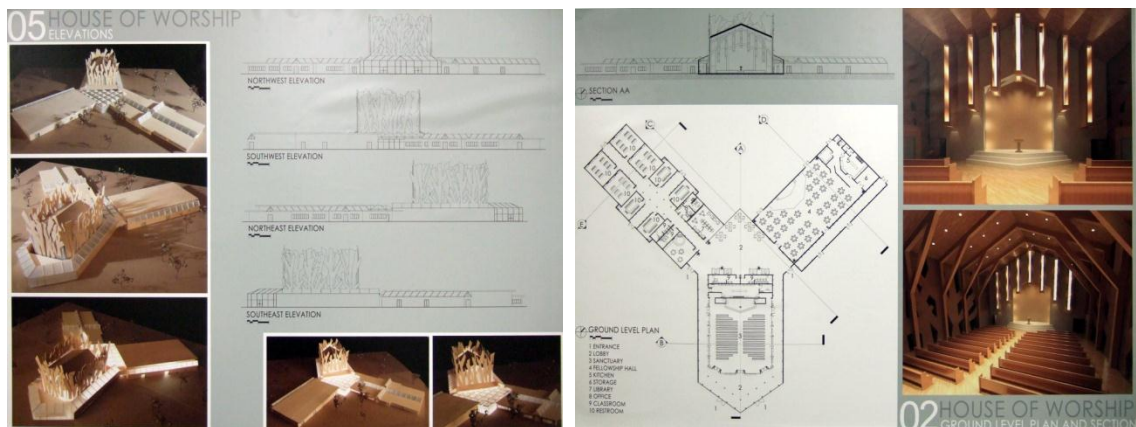 05 HOUSE OF WORSHIP
ELEVATIONS
NORTHWEST ELEVATION
SOUTHWEST ELEVATION
NORTHEAST ELEVATION
SOUTHEAST ELEVATION
SECTION AA
C
D
A
E
B
GROUND LEVEL PLAN
1 ENTRANCE
2 LOBBY
3 SANCTUARY
4 FELLOWSHIP HALL
5 KITCHEN
6 STORAGE
7 LIBRARY
8 OFFICE
9 CLASSROOM
10 RESTROOM
02 HOUSE OF WORSHIP
GROUND LEVEL PLAN AND SECTION